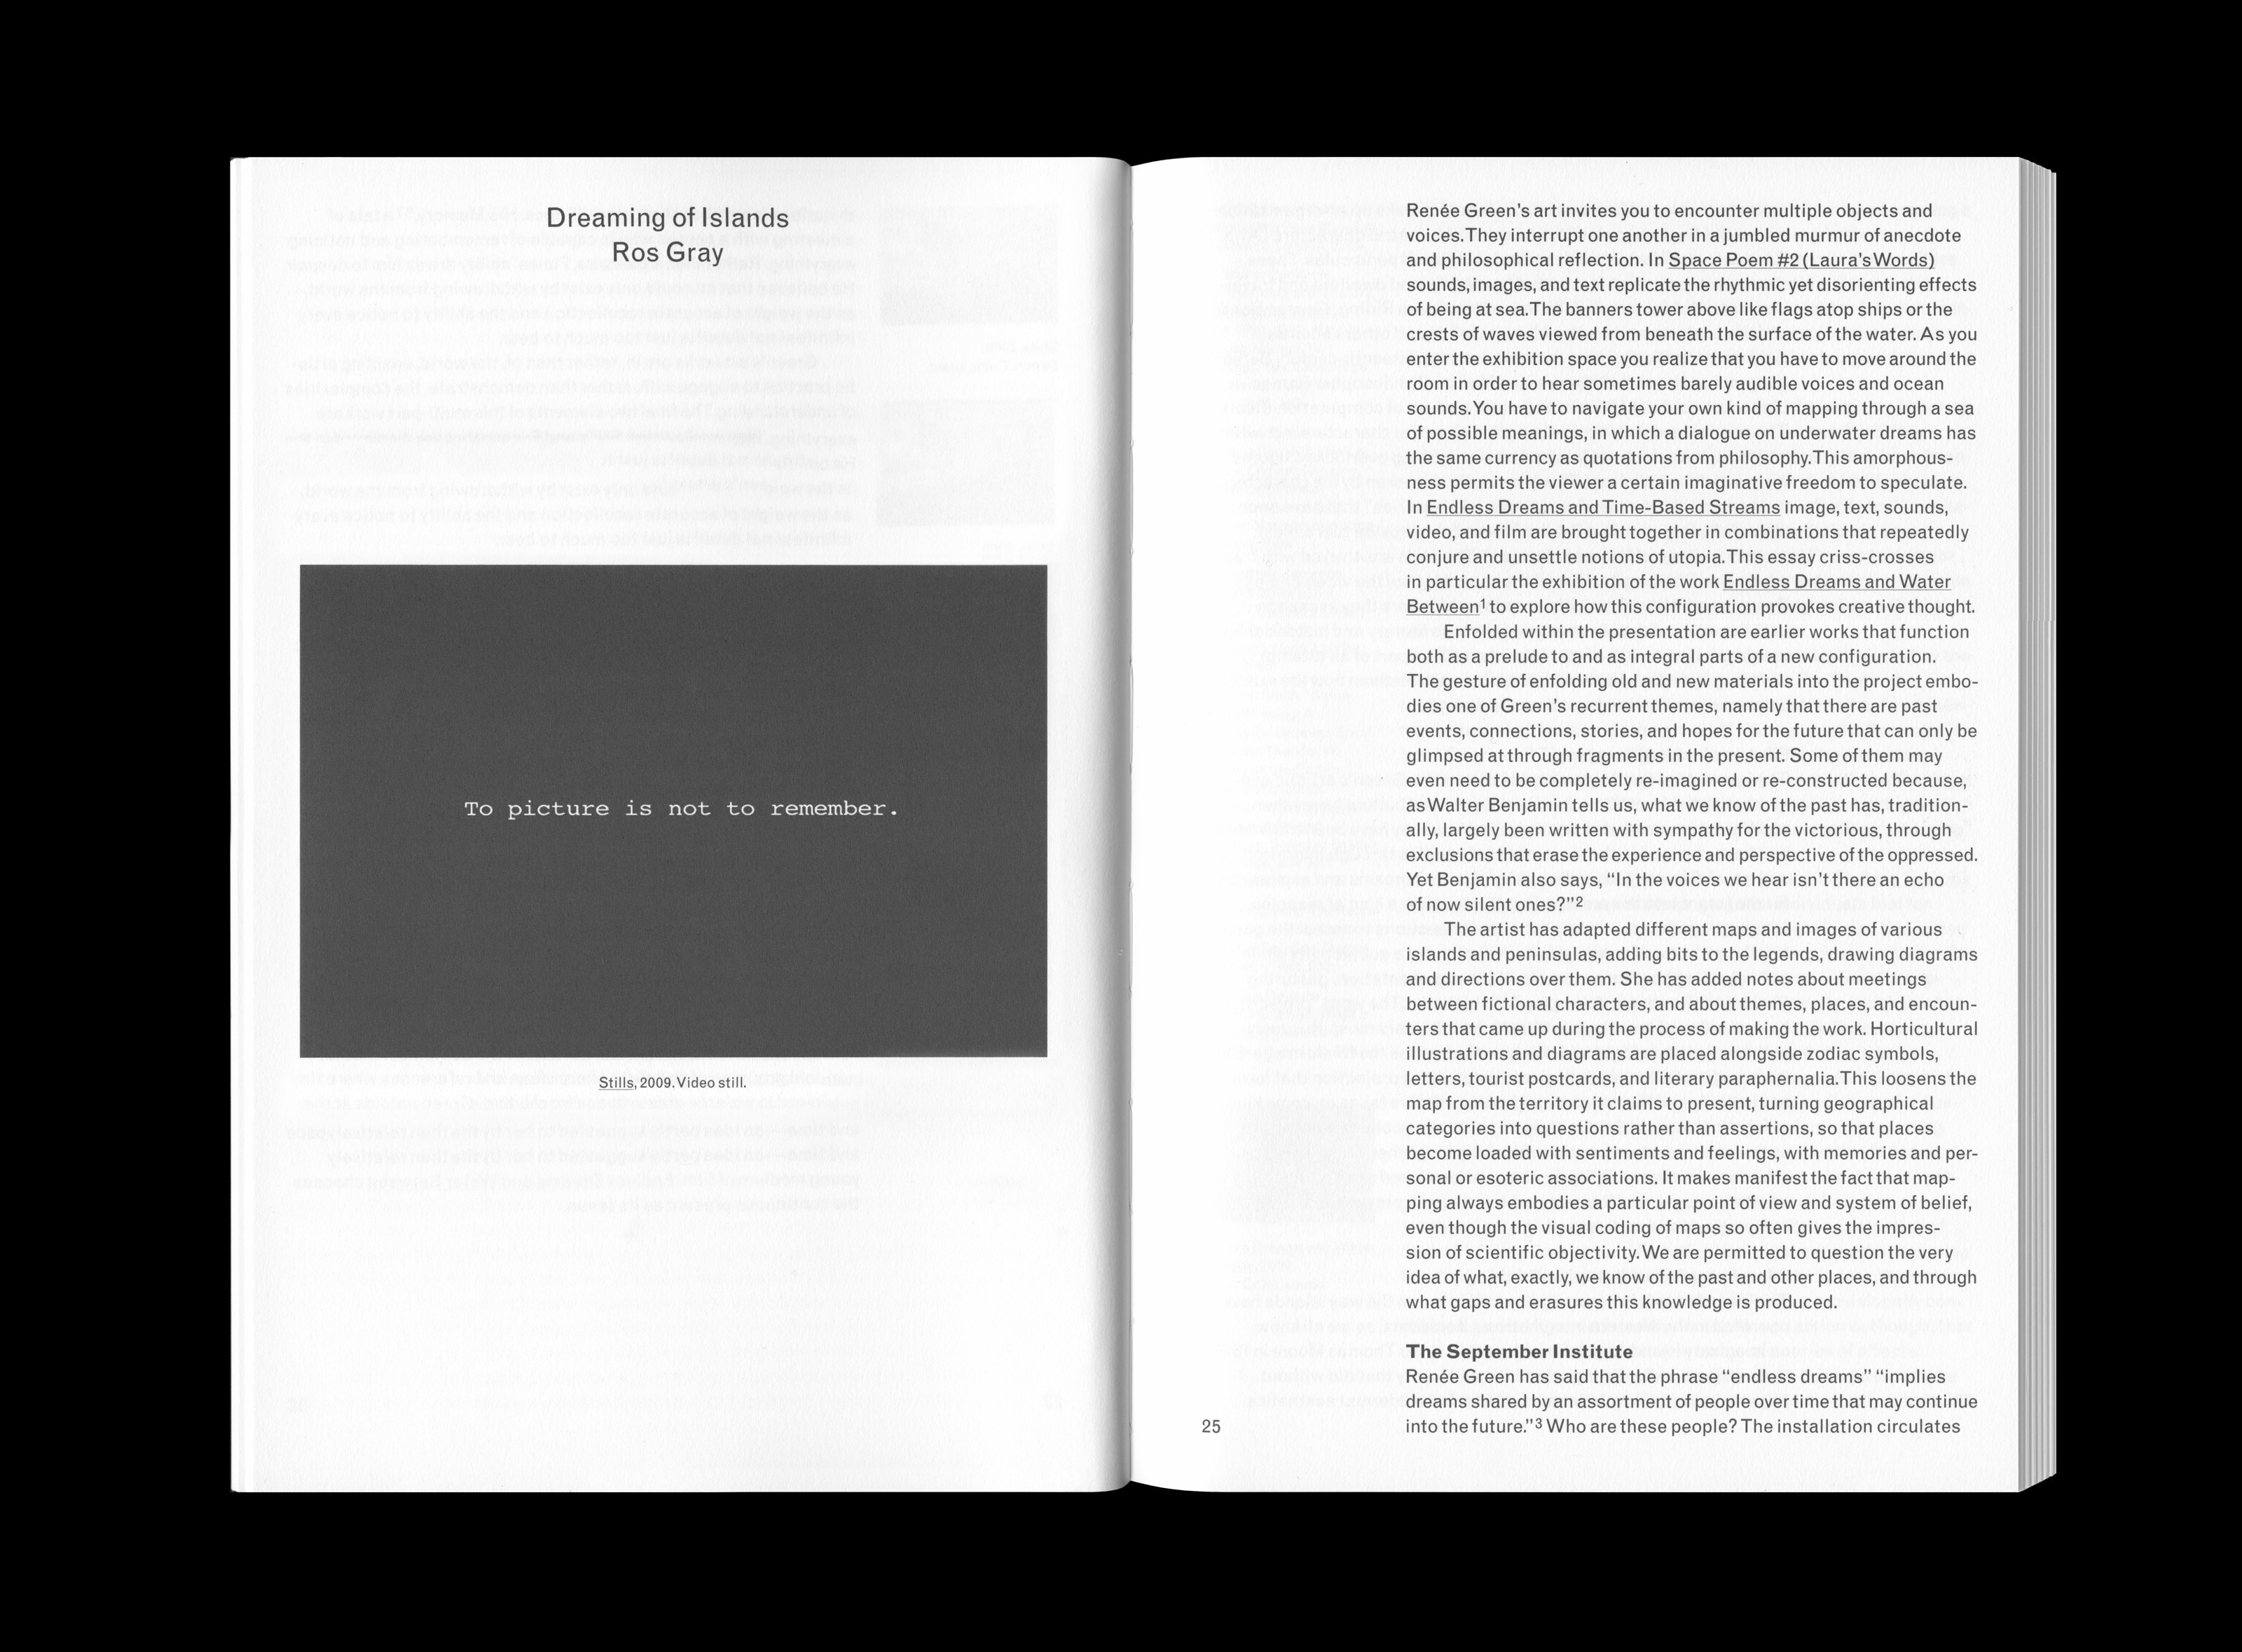 Dreaming of Islands
Ros Gray
To picture is not to remember.
Stills, 2009. Video still.
Renée Green's art invites you to encounter multiple objects and
voices. They interrupt one another in a jumbled murmur of anecdote
and philosophical reflection. In Space Poem #2 (Laura's Words)
sounds, images, and text replicate the rhythmic yet disorienting effects
of being at sea. The banners tower above like flags atop ships or the
crests of waves viewed from beneath the surface of the water. As you
enter the exhibition space you realize that you have to move around the
room in order to hear sometimes barely audible voices and ocean
sounds. You have to navigate your own kind of mapping through a sea
of possible meanings, in which a dialogue on underwater dreams has
the same currency as quotations from philosophy. This amorphous-
ness permits the viewer a certain imaginative freedom to speculate.
In Endless Dreams and Time-Based Streams image, text, sounds,
video, and film are brought together in combinations that repeatedly
conjure and unsettle notions of utopia. This essay criss-crosses
in particular the exhibition of the work Endless Dreams and Water
Between¹ to explore how this configuration provokes creative thought.
Enfolded within the presentation are earlier works that function
both as a prelude to and as integral parts of a new configuration.
The gesture of enfolding old and new materials into the project embo-
dies one of Green's recurrent themes, namely that there are past
events, connections, stories, and hopes for the future that can only be
glimpsed at through fragments in the present. Some of them may
even need to be completely re-imagined or re-constructed because,
as Walter Benjamin tells us, what we know of the past has, tradition-
ally, largely been written with sympathy for the victorious, through
exclusions that erase the experience and perspective of the oppressed.
Yet Benjamin also says, “In the voices we hear isn't there an echo
of now silent ones?”²
The artist has adapted different maps and images of various
islands and peninsulas, adding bits to the legends, drawing diagrams
and directions over them. She has added notes about meetings
between fictional characters, and about themes, places, and encoun-
ters that came up during the process of making the work. Horticultural
illustrations and diagrams are placed alongside zodiac symbols,
letters, tourist postcards, and literary paraphernalia. This loosens the
map from the territory it claims to present, turning geographical
categories into questions rather than assertions, so that places
become loaded with sentiments and feelings, with memories and per-
sonal or esoteric associations. It makes manifest the fact that map-
ping always embodies a particular point of view and system of belief,
even though the visual coding of maps so often gives the impres-
sion of scientific objectivity. We are permitted to question the very
idea of what, exactly, we know of the past and other places, and through
what gaps and erasures this knowledge is produced.
The September Institute
Renée Green has said that the phrase “endless dreams” “implies
dreams shared by an assortment of people over time that may continue
into the future.”³ Who are these people? The installation circulates
25